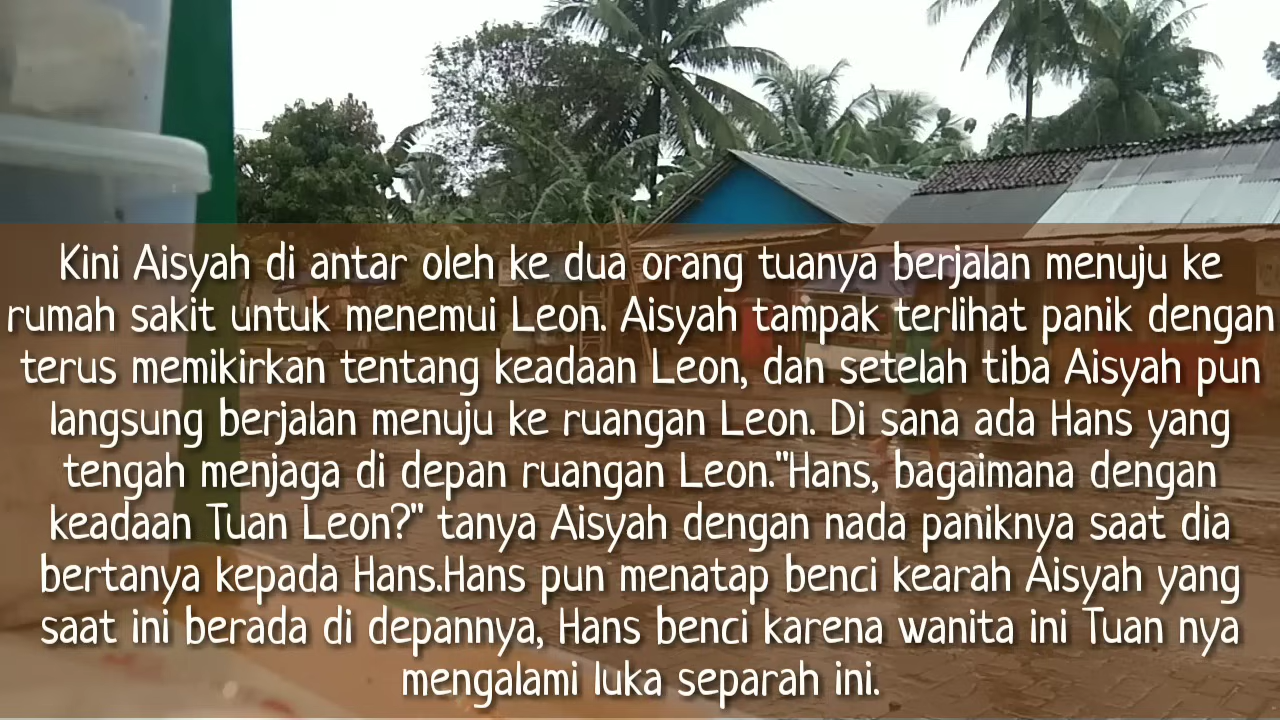 Kini Aisyah di antar oleh ke dua orang tuanya berjalan menuju ke
rumah sakit untuk menemui Leon. Aisyah tampak terlihat panik dengan
terus memikirkan tentang keadaan Leon, dan setelah tiba Aisyah pun
langsung berjalan menuju ke ruangan Leon. Di sana ada Hans yang
tengah menjaga di depan ruangan Leon."Hans, bagaimana dengan
keadaan Tuan Leon?" tanya Aisyah dengan nada paniknya saat dia
bertanya kepada Hans.Hans pun menatap benci kearah Aisyah yang
saat ini berada di depannya, Hans benci karena wanita ini Tuan nya
mengalami luka separah ini.